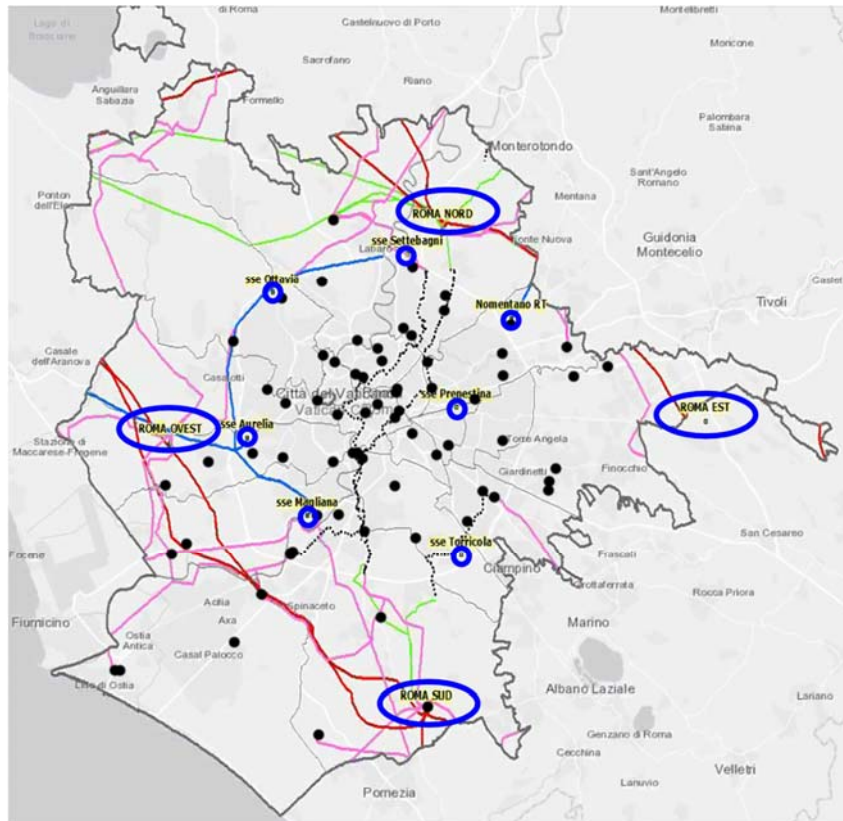 di Roma
Castelnuovo di Porto
Montelibretti
Lago di
Bracciano
Moricone
Sacrofano
Riano
Anguillara
Sabazia
Formello
Palombara
Sabina
Monterotondo
Sant'Angelo
Romano
Mentana
Ponton
dell'El
ROMA NORD
Fonte Nuova
Guidonia
Montecelio
sse Settebagni
Labaro
sse Ottavia
Nomentano RT
Tivoli
Castel
Casale
dell'Aranova
Casalotti
Città del Vaticano
sse Prenestina
ROMA EST
ROMA OVEST
sse Aurelia
Torre Angela
Stazione di
Maccarese-Fregene
Giardinetti
Finocchio
sse Magliana
San Cesareo
sse Torricola
Frascati
Focene
Ciampino
Grottaferrata
Rocca Priora
Acilia
Spinaceto
Fiumicino
Axa
Marino
Ostia
Antica
Casal Palocco
Lido di Ostia
ROMA SUD
Albano Laziale
Lariano
Genzano di Roma
Cecchina
Velletri
Lanuvio
Pomezia